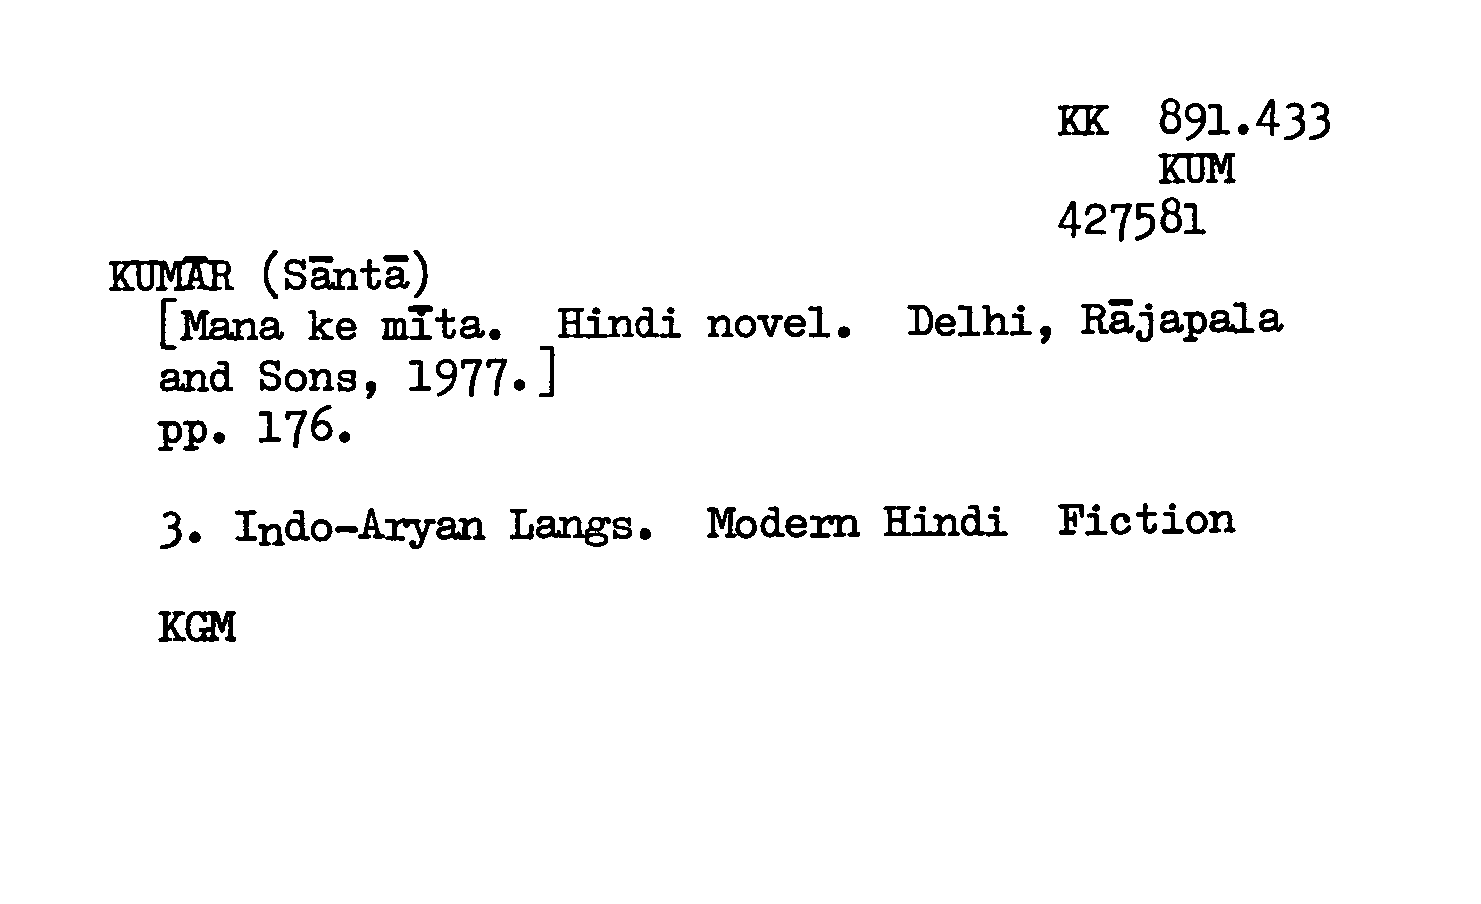 KK 891.433
KUM
427581
KUMĀR (Sāntā)
[Mana ke mīta. Hindi novel. Delhi, Rājapala
and Sons, 1977.]
pp. 176.
3. Indo-Aryan Langs. Modern Hindi Fiction
KGM